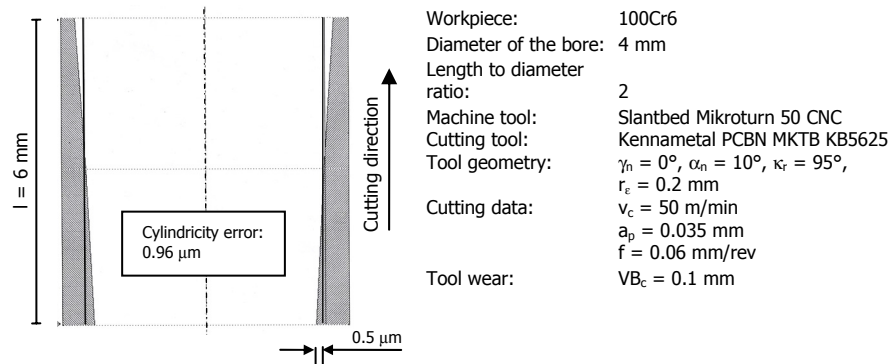 l = 6 mm
Cutting direction
Cylindricity error:
0.96 μm
0.5 μm
Workpiece: 100Cr6
Diameter of the bore: 4 mm
Length to diameter
ratio: 2
Machine tool: Slantbed Mikroturn 50 CNC
Cutting tool: Kennametal PCBN MKTB KB5625
Tool geometry: γn = 0°, αn = 10°, κr = 95°,
rε = 0.2 mm
Cutting data: vc = 50 m/min
ap = 0.035 mm
f = 0.06 mm/rev
Tool wear: VBc = 0.1 mm